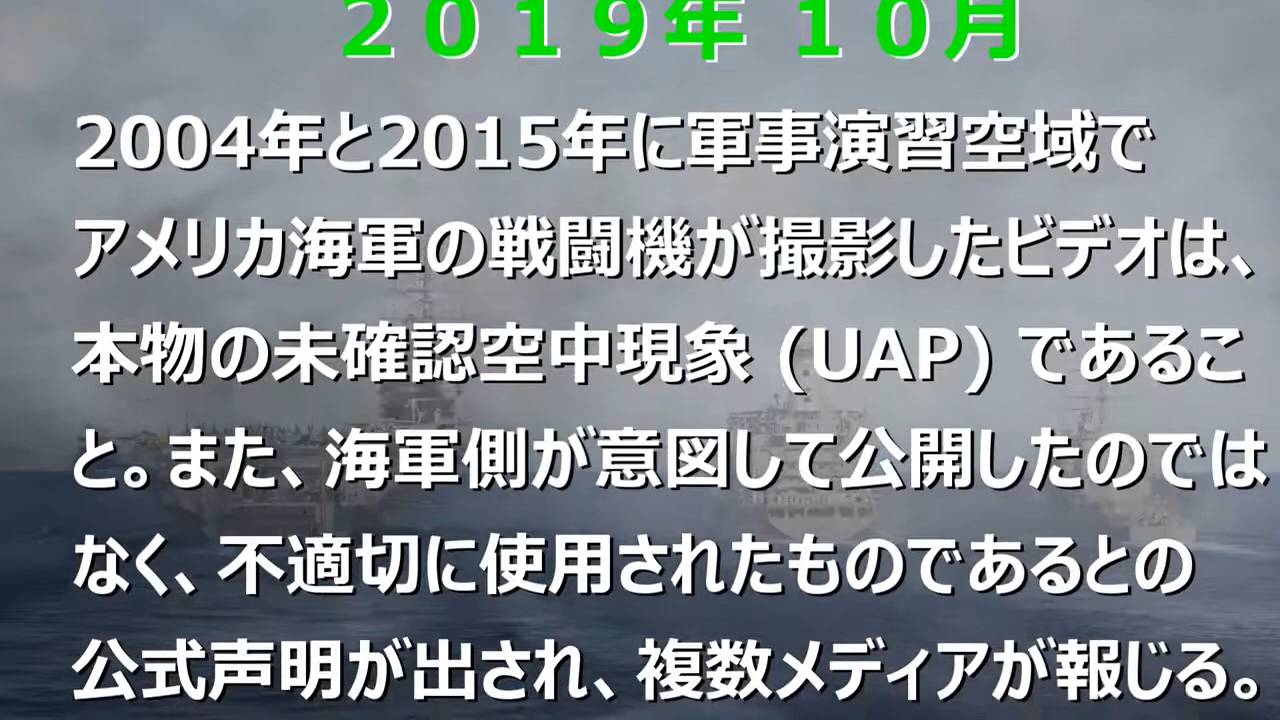 ２０１９年 １０月
2004年と2015年に軍事演習空域で
アメリカ海軍の戦闘機が撮影したビデオは、
本物の未確認空中現象 (UAP) であるこ
と。また、海軍側が意図して公開したのでは
なく、不適切に使用されたものであるとの
公式声明が出され、複数メディアが報じる。